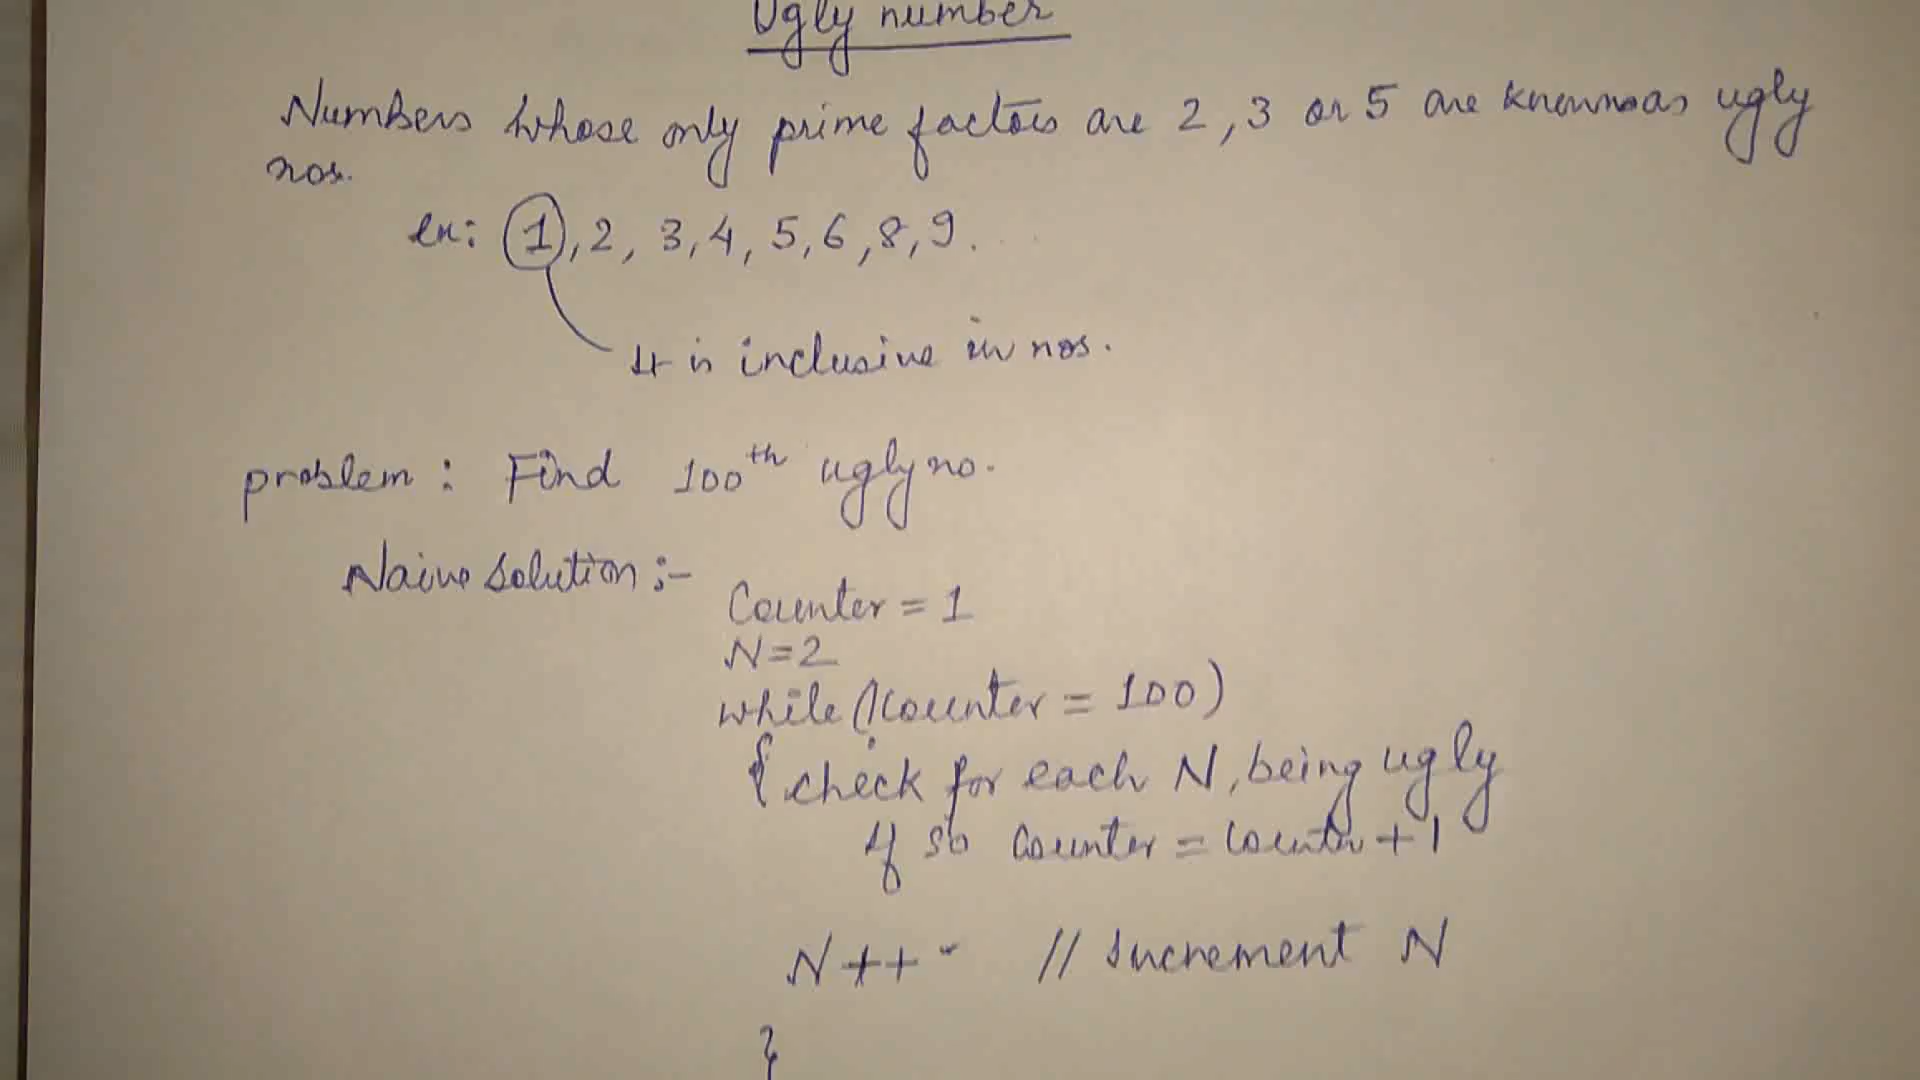 Ugly number
Numbers whose only prime factors are 2, 3 or 5 are known as ugly
nos.
ex: 1, 2, 3, 4, 5, 6, 8, 9.
It is inclusive in nos.
problem: Find 100th ugly no.
Naive solution :-
Counter = 1
N=2
while (!Counter = 100)
{ check for each N, being ugly
If so Counter = Counter + 1
N++ // Increment N
}